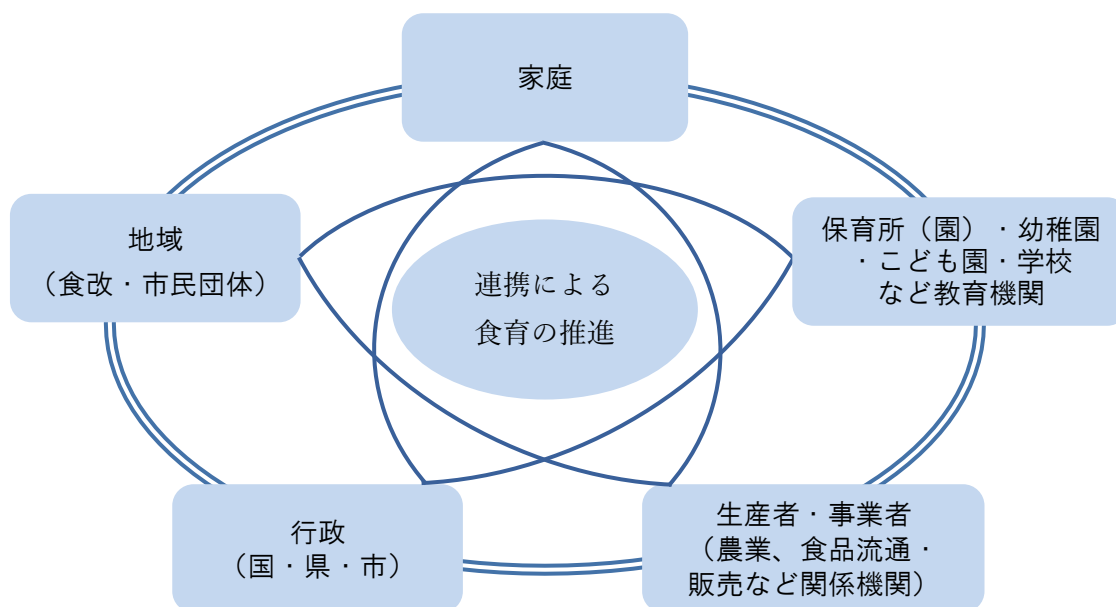 家庭
地域
（食改・市民団体）
保育所（園）・幼稚園
・こども園・学校
など教育機関
連携による
食育の推進
行政
（国・県・市）
生産者・事業者
（農業、食品流通・
販売など関係機関）